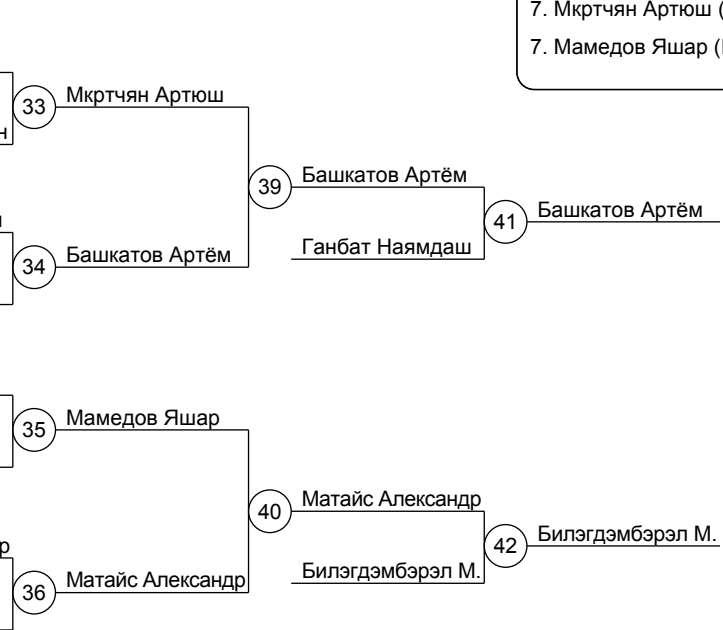 7. Мкртчян Артюш (
7. Мамедов Яшар (
33 Мкртчян Артюш
н
39 Башкатов Артём
41 Башкатов Артём
34 Башкатов Артём
Ганбат Наямдаш
35 Мамедов Яшар
40 Матайс Александр
42 Билэгдэмбэрэл М.
р
36 Матайс Александр
Билэгдэмбэрэл М.